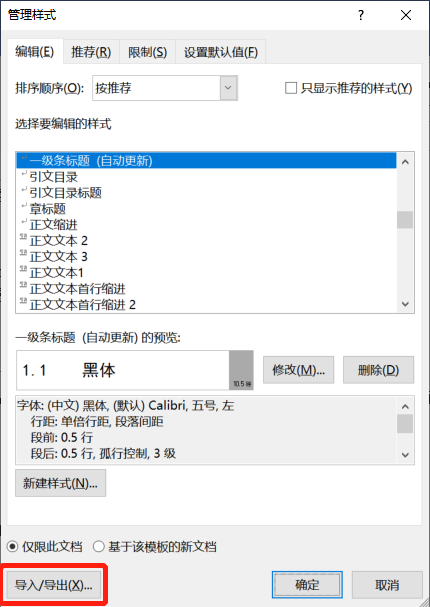 管理样式
编辑(E) 推荐(R) 限制(S) 设置默认值(F)
排序顺序(O): 按推荐 只显示推荐的样式(Y)
选择要编辑的样式
一级条标题 (自动更新)
引文目录
引文目录标题
章标题
正文缩进
正文文本 2
正文文本 3
正文文本1
正文文本首行缩进
正文文本首行缩进 2
一级条标题 (自动更新) 的预览:
1.1 黑体 10.5 磅 修改(M)... 删除(D)
字体: (中文) 黑体, (默认) Calibri, 五号, 左
行距: 单倍行距, 段落间距
段前: 0.5 行
段后: 0.5 行, 孤行控制, 3 级
新建样式(N)...
仅限此文档 基于该模板的新文档
导入/导出(X)... 确定 取消